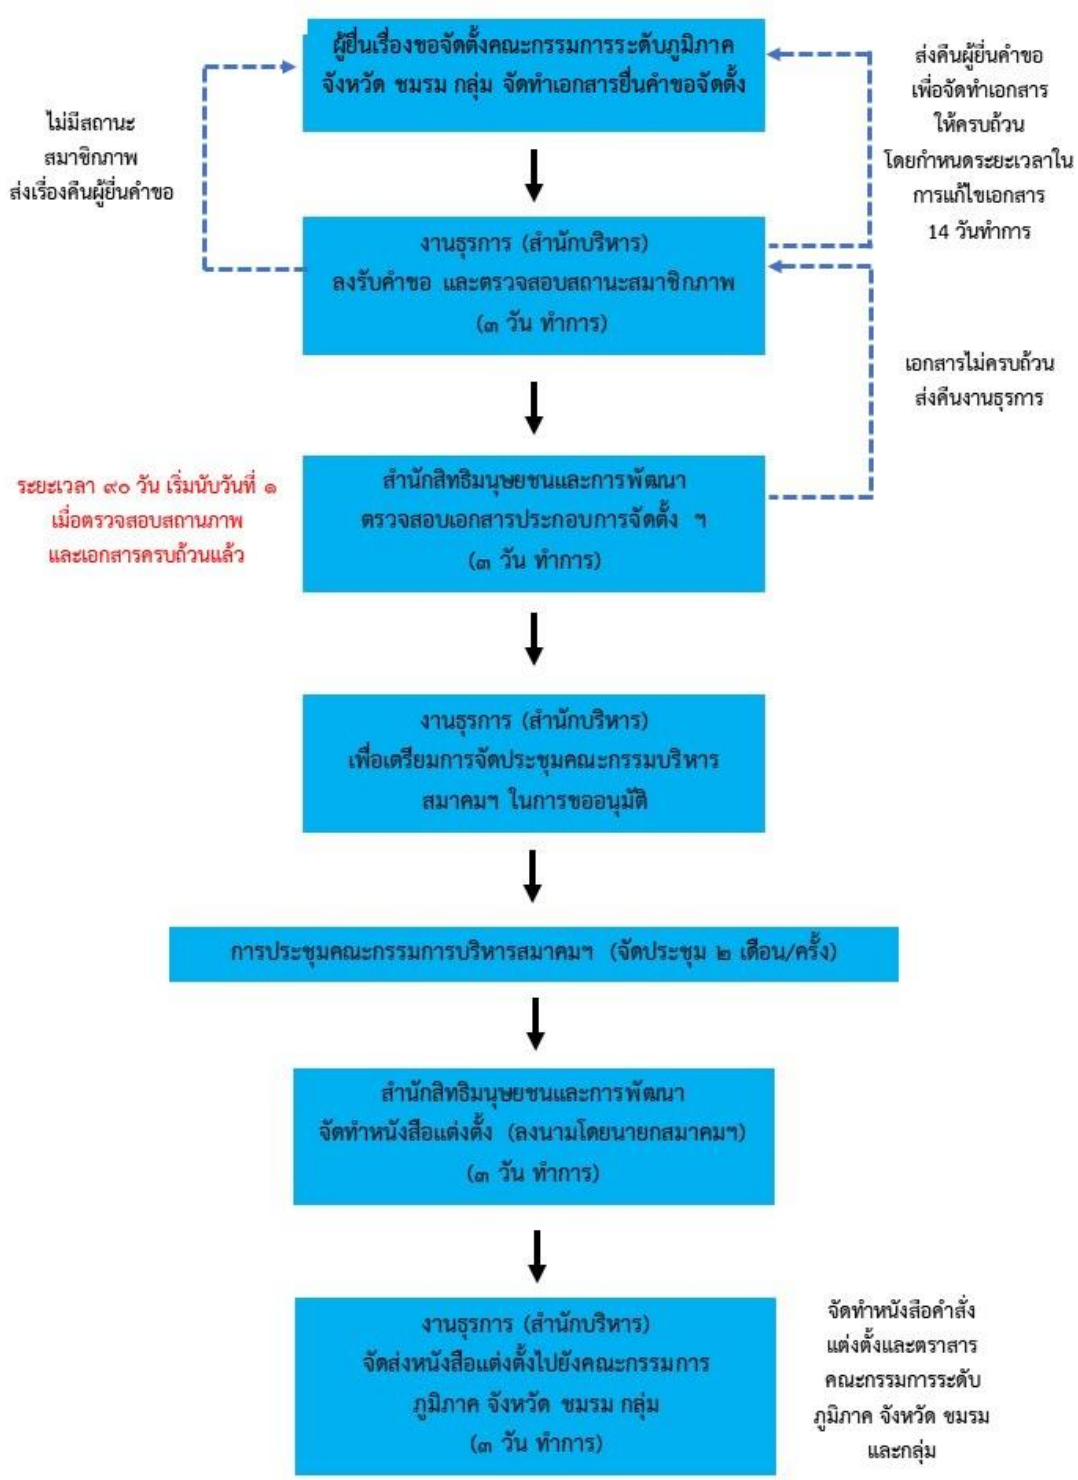 ผู้ยื่นเรื่องขอจัดตั้งคณะกรรมการระดับภูมิภาค
จังหวัด ชมรม กลุ่ม จัดทำเอกสารยื่นคำขอจัดตั้ง
ส่งคืนผู้ยื่นคำขอ
เพื่อจัดทำเอกสาร
ให้ครบถ้วน
โดยกำหนดระยะเวลาใน
การแก้ไขเอกสาร
14 วันทำการ
ไม่มีสถานะ
สมาชิกภาพ
ส่งเรื่องคืนผู้ยื่นคำขอ
งานธุรการ (สำนักบริหาร)
ลงรับคำขอ และตรวจสอบสถานะสมาชิกภาพ
(๓ วัน ทำการ)
เอกสารไม่ครบถ้วน
ส่งคืนงานธุรการ
ระยะเวลา ๙๐ วัน เริ่มนับวันที่ ๑
เมื่อตรวจสอบสถานภาพ
และเอกสารครบถ้วนแล้ว
สำนักสิทธิมนุษยชนและการพัฒนา
ตรวจสอบเอกสารประกอบการจัดตั้ง ฯ
(๓ วัน ทำการ)
งานธุรการ (สำนักบริหาร)
เพื่อเตรียมการจัดประชุมคณะกรรมบริหาร
สมาคมฯ ในการขออนุมัติ
การประชุมคณะกรรมการบริหารสมาคมฯ (จัดประชุม ๒ เดือน/ครั้ง)
สำนักสิทธิมนุษยชนและการพัฒนา
จัดทำหนังสือแต่งตั้ง (ลงนามโดยนายกสมาคมฯ)
(๓ วัน ทำการ)
งานธุรการ (สำนักบริหาร)
จัดส่งหนังสือแต่งตั้งไปยังคณะกรรมการ
ภูมิภาค จังหวัด ชมรม กลุ่ม
(๓ วัน ทำการ)
จัดทำหนังสือคำสั่ง
แต่งตั้งและตราสาร
คณะกรรมการระดับ
ภูมิภาค จังหวัด ชมรม
และกลุ่ม